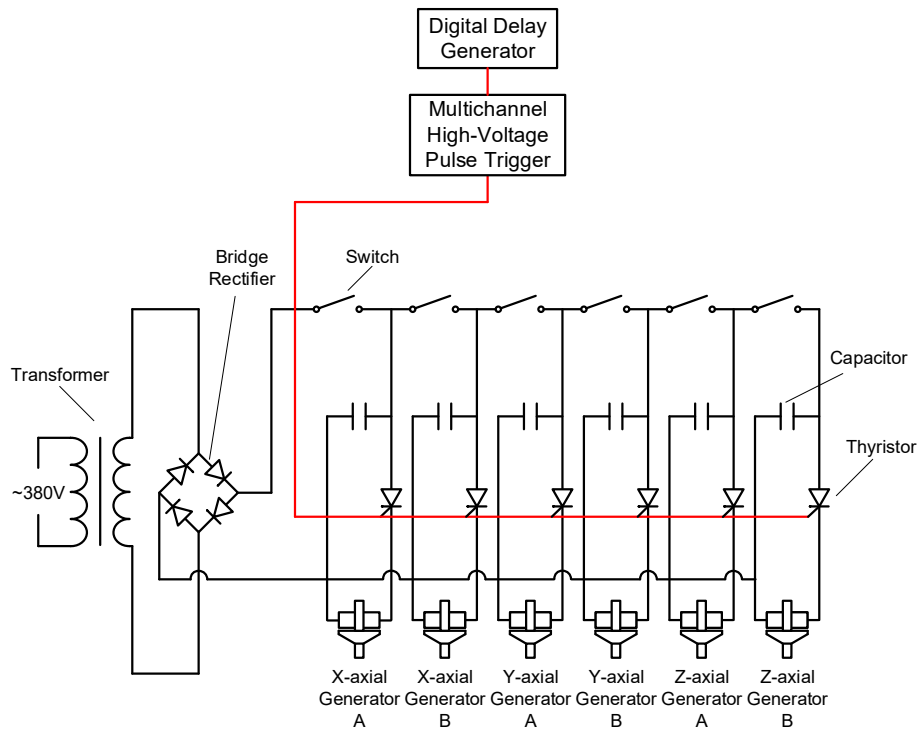 Digital Delay
Generator
Multichannel
High-Voltage
Pulse Trigger
Bridge
Rectifier
Switch
Transformer
Capacitor
~380V
Thyristor
X-axial
Generator
A
X-axial
Generator
B
Y-axial
Generator
A
Y-axial
Generator
B
Z-axial
Generator
A
Z-axial
Generator
B